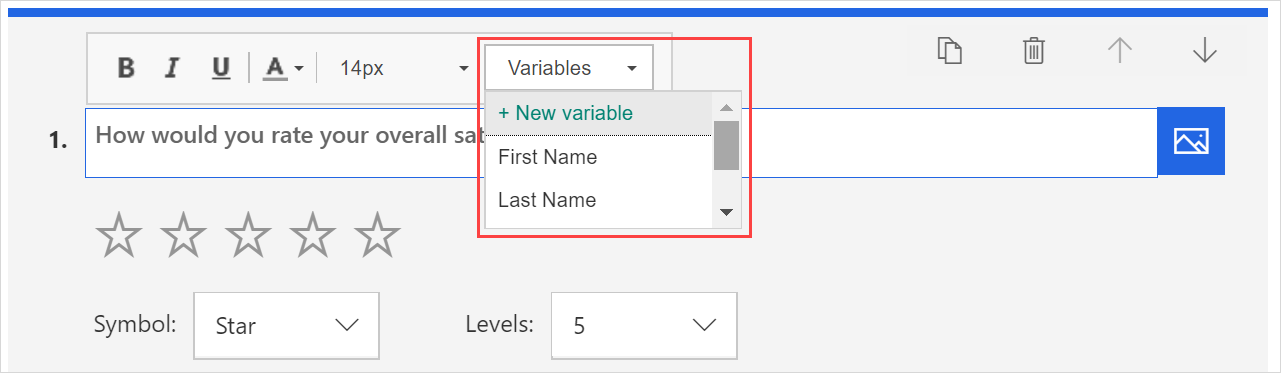 B I U A 14px Variables
+ New variable
1. How would you rate your overall
First Name
Last Name
Symbol: Star Levels: 5